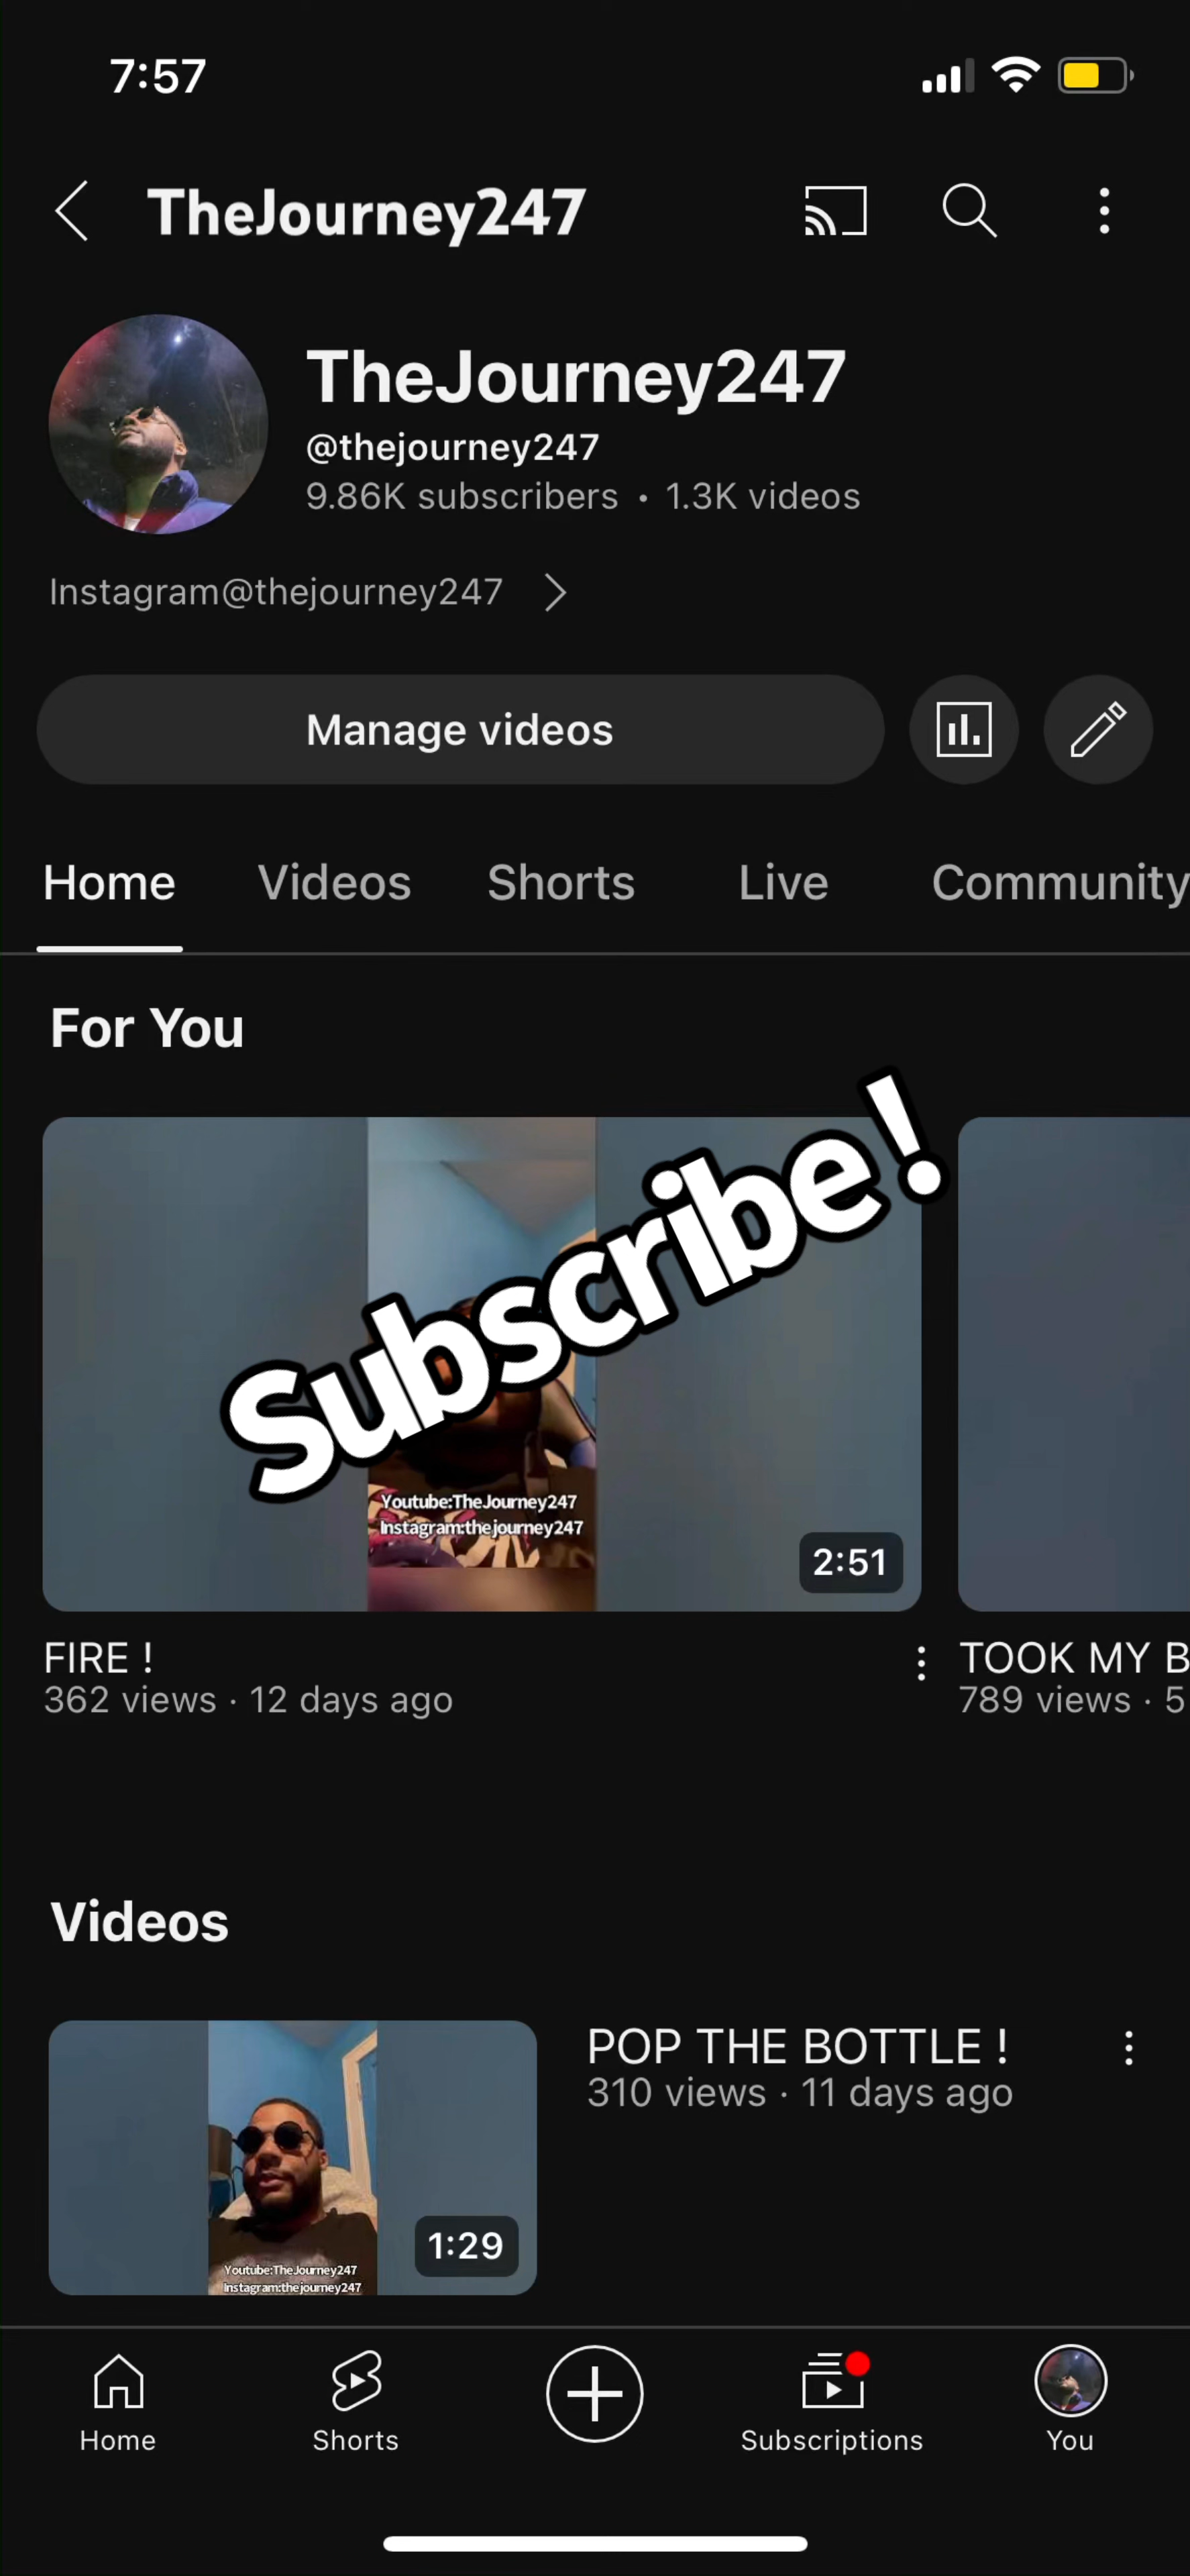 7:57
TheJourney247
TheJourney247
@thejourney247
9.86K subscribers • 1.3K videos
Instagram@thejourney247
Manage videos
Home Videos Shorts Live Community
For You
Subscribe!
Youtube:TheJourney247
Instagram:thejourney247
2:51
FIRE !
362 views · 12 days ago
TOOK MY B
789 views · 5
Videos
POP THE BOTTLE !
310 views · 11 days ago
Youtube:TheJourney247
Instagram:thejourney247
1:29
Home Shorts Subscriptions You